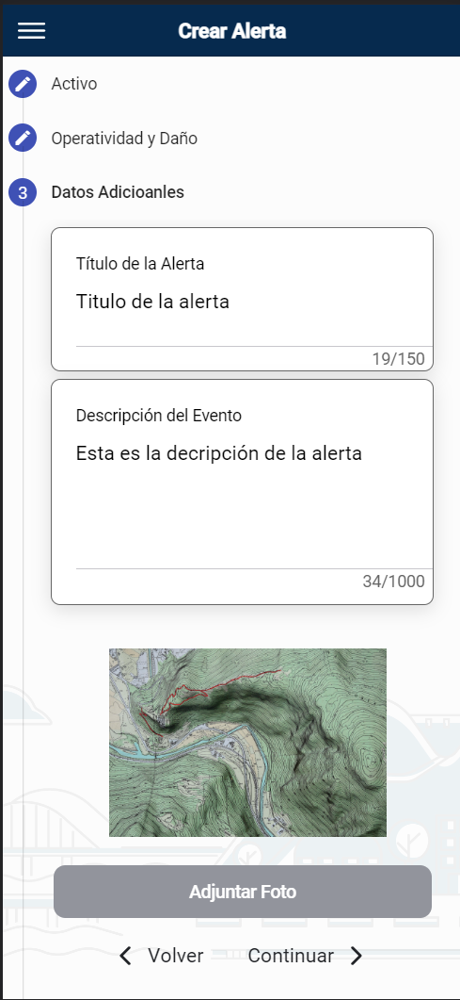 Crear Alerta
Activo
Operatividad y Daño
3 Datos Adicioanles
Título de la Alerta
Titulo de la alerta
19/150
Descripción del Evento
Esta es la decripción de la alerta
34/1000
Adjuntar Foto
Volver Continuar